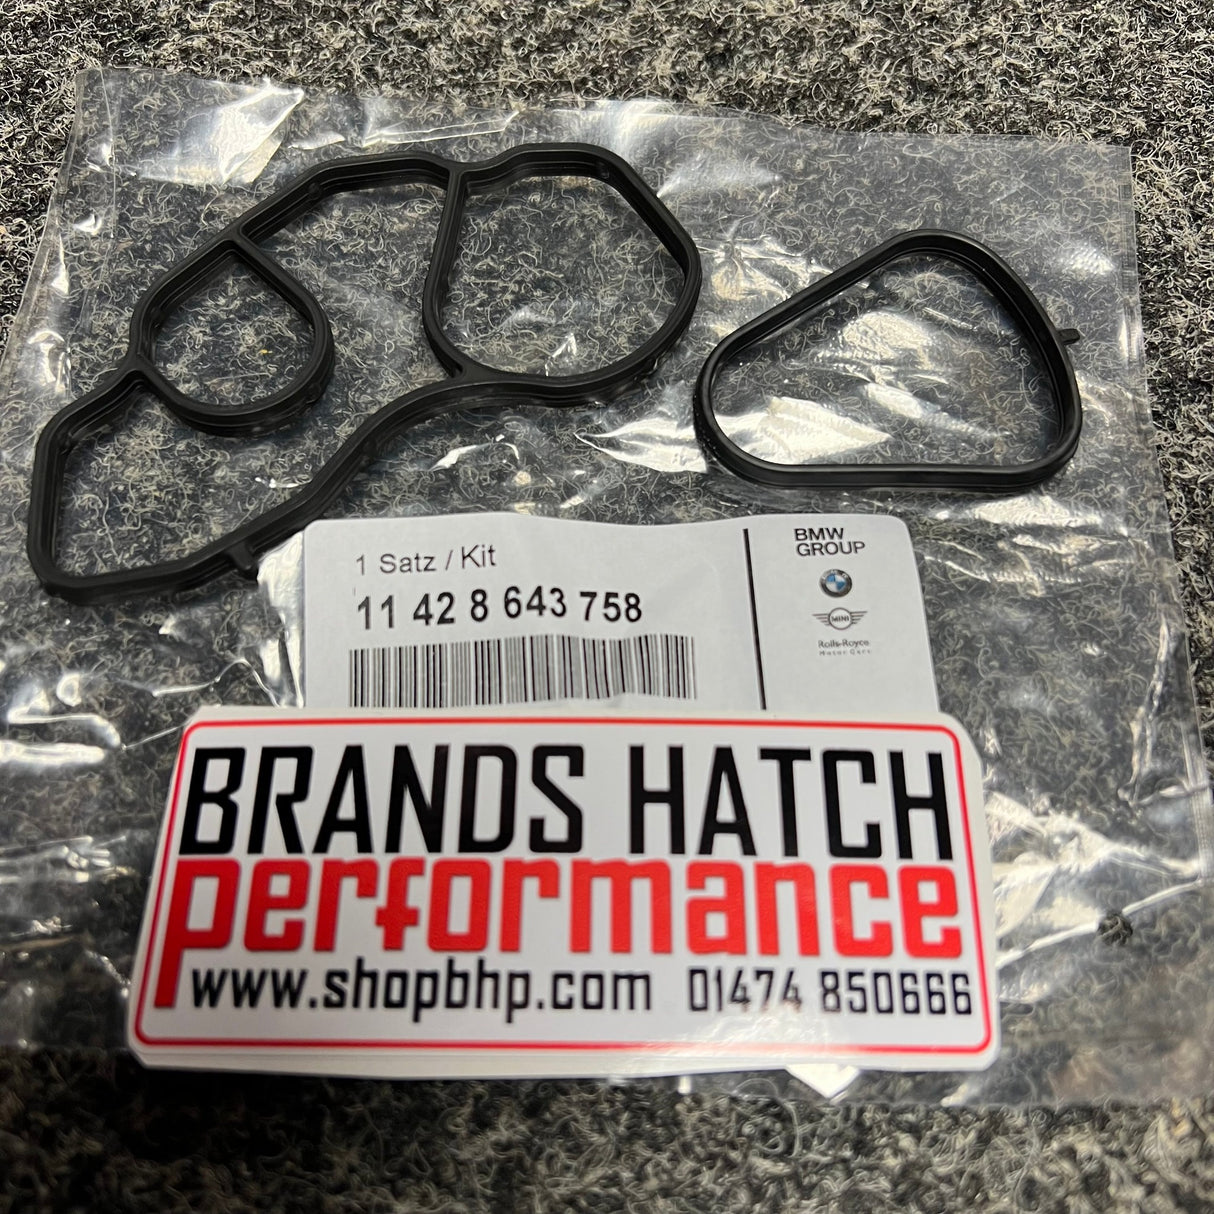 1 Satz / Kit
11 42 8 643 758
BMW
GROUP
MINI
Rolls-Royce
Motor Cars
BRANDS HATCH
performance
www.shopbhp.com 01474 850666